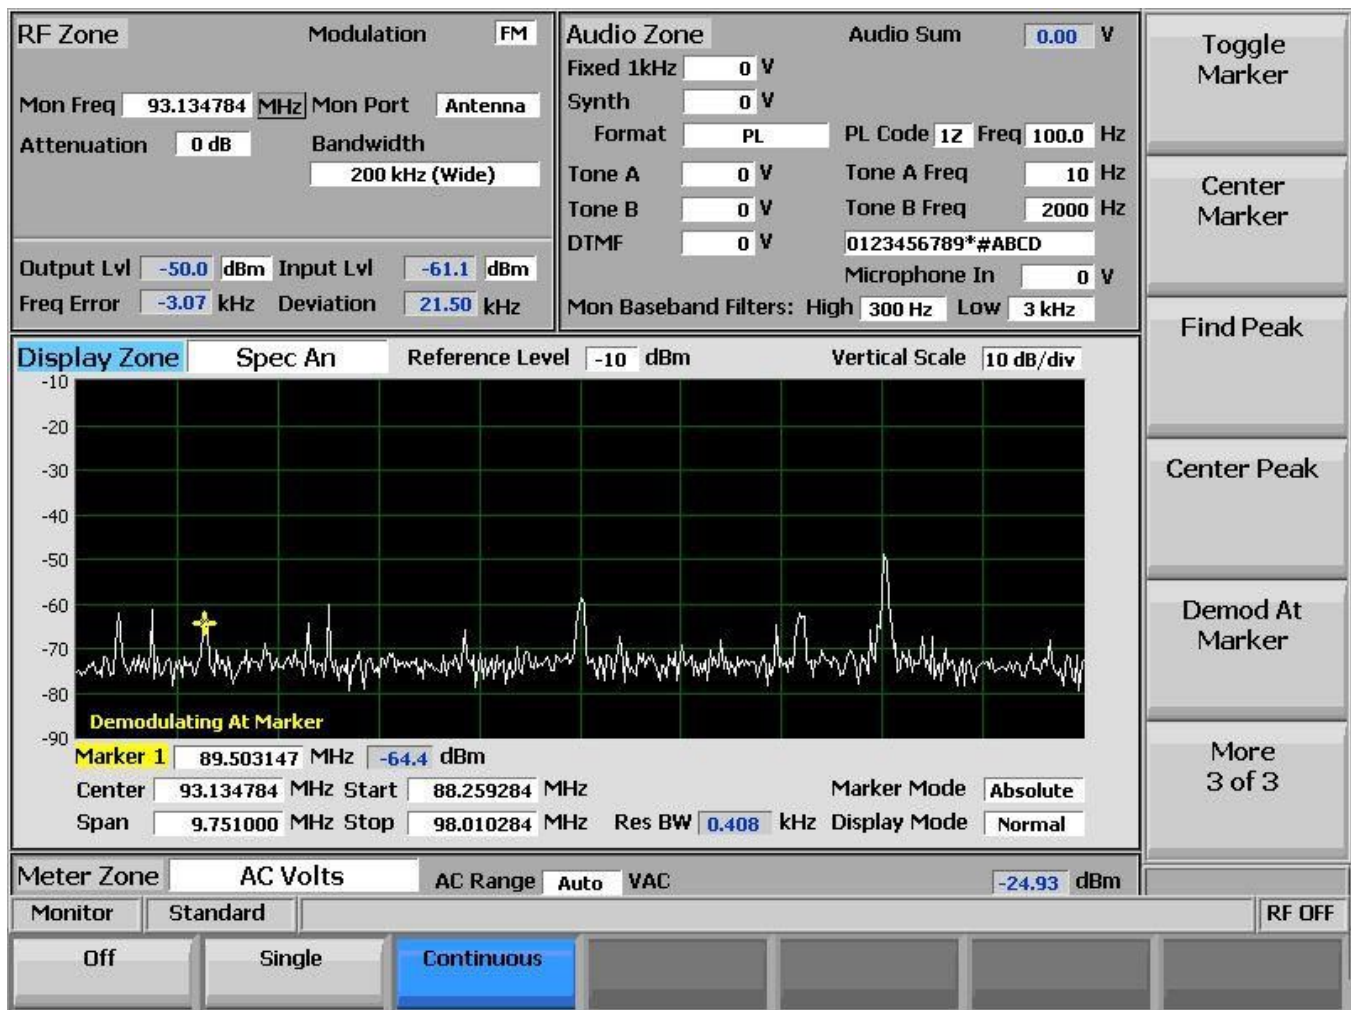 RF Zone Modulation FM
Mon Freq 93.134784 MHz Mon Port Antenna
Attenuation 0 dB Bandwidth
200 kHz (Wide)
Output Lvl -50.0 dBm Input Lvl -61.1 dBm
Freq Error -3.07 kHz Deviation 21.50 kHz
Audio Zone Audio Sum 0.00 V
Fixed 1kHz 0 V
Synth 0 V
Format PL PL Code 1Z Freq 100.0 Hz
Tone A 0 V Tone A Freq 10 Hz
Tone B 0 V Tone B Freq 2000 Hz
DTMF 0 V 0123456789*#ABCD
Microphone In 0 V
Mon Baseband Filters: High 300 Hz Low 3 kHz
Display Zone Spec An Reference Level -10 dBm Vertical Scale 10 dB/div
-10
-20
-30
-40
-50
-60
-70
-80
-90
Demodulating At Marker
Marker 1 89.503147 MHz -64.4 dBm
Center 93.134784 MHz Start 88.259284 MHz Marker Mode Absolute
Span 9.751000 MHz Stop 98.010284 MHz Res BW 0.408 kHz Display Mode Normal
Meter Zone AC Volts AC Range Auto VAC -24.93 dBm
Monitor Standard RF OFF
Off Single Continuous
Toggle
Marker
Center
Marker
Find Peak
Center Peak
Demod At
Marker
More
3 of 3